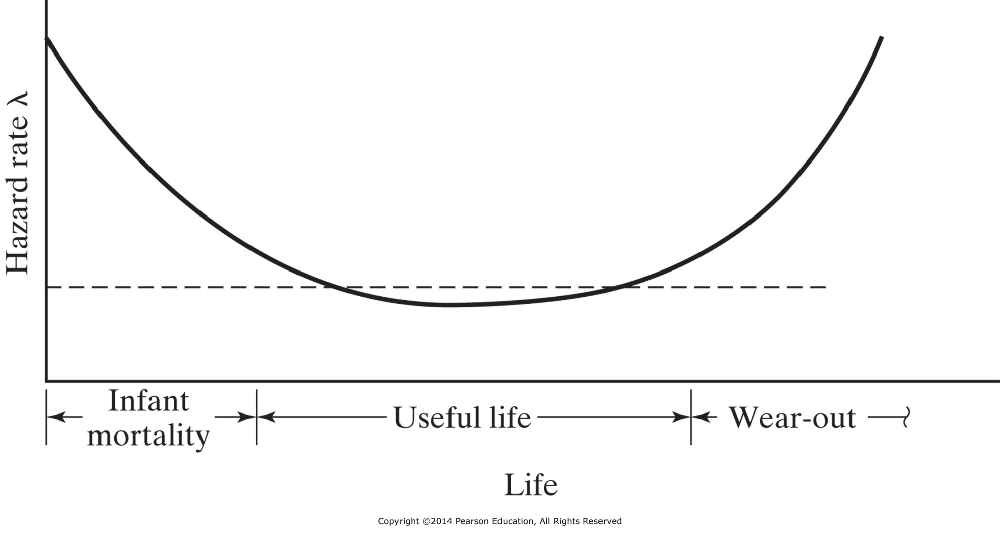 Hazard rate λ
Infant
mortality
Useful life
Wear-out
Life
Copyright ©2014 Pearson Education, All Rights Reserved